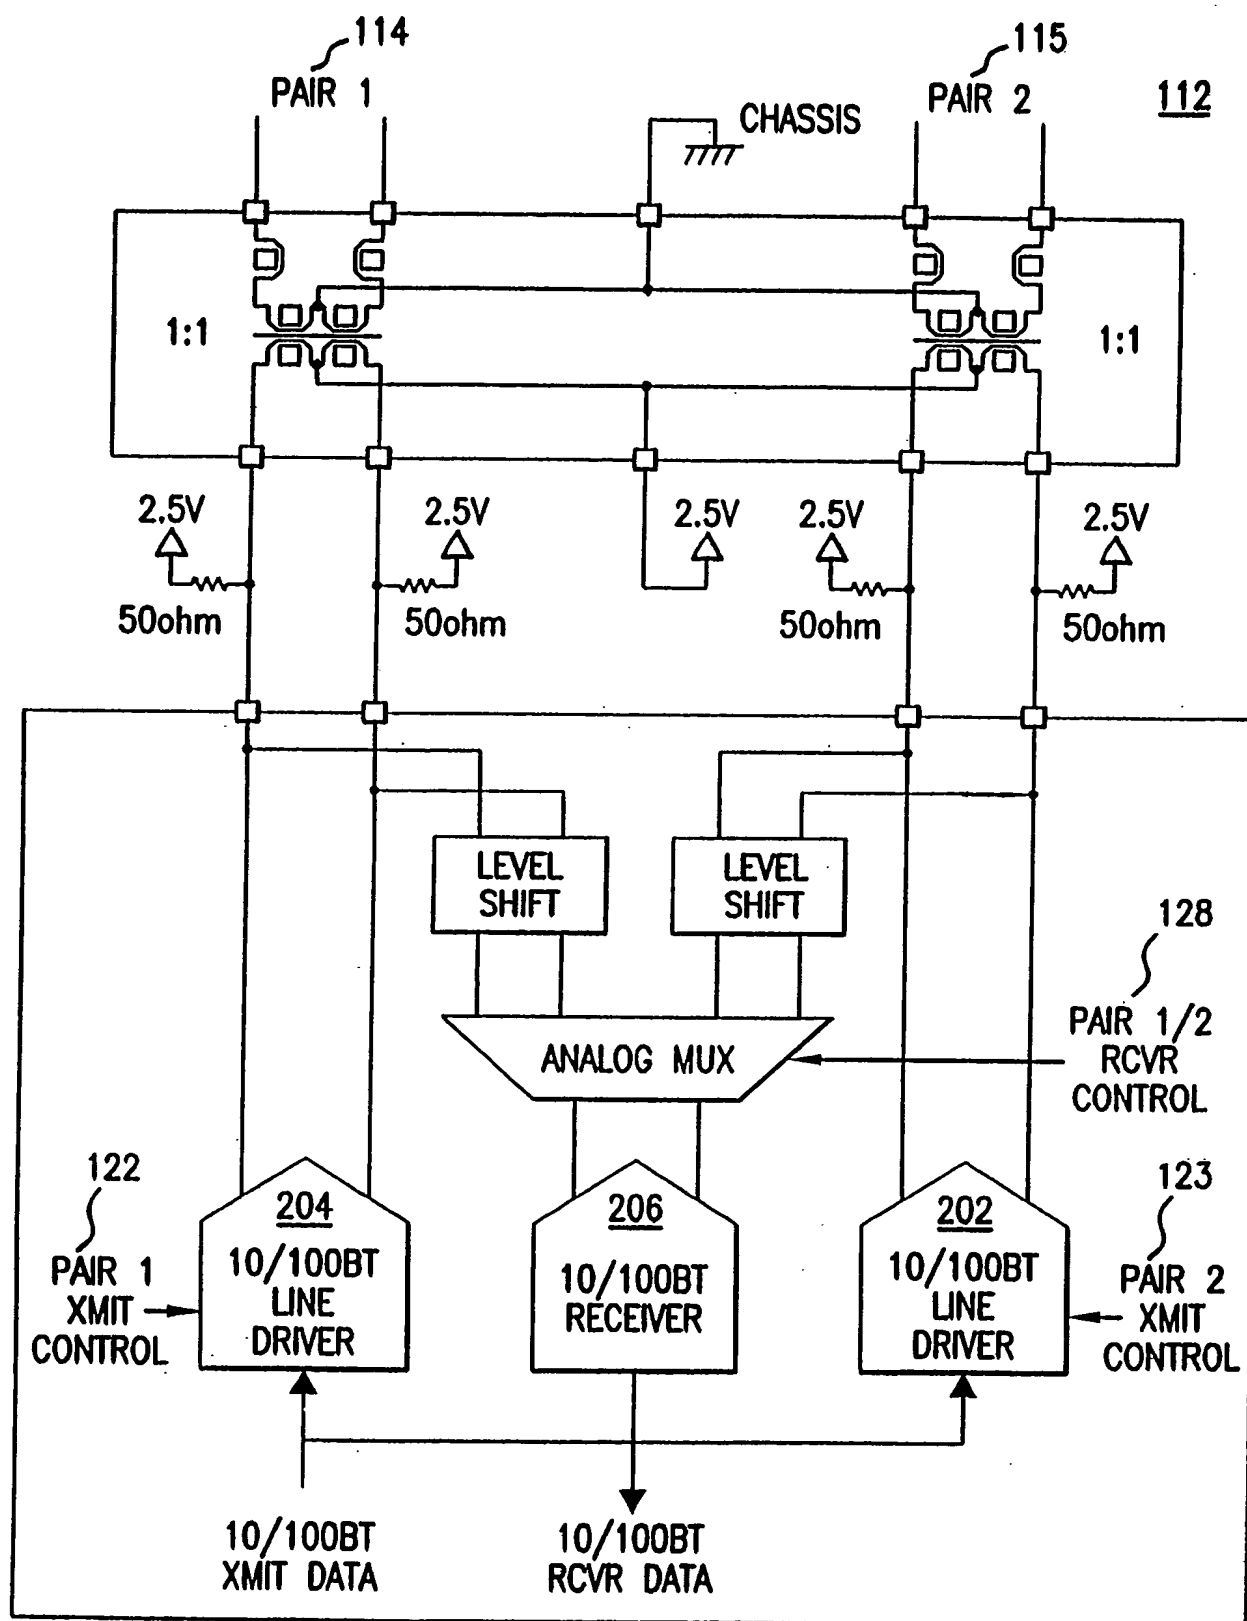 114
PAIR 1
115
PAIR 2
112
CHASSIS
1:1
1:1
2.5V
2.5V
2.5V
2.5V
2.5V
50ohm
50ohm
50ohm
50ohm
LEVEL
SHIFT
LEVEL
SHIFT
128
PAIR 1/2
RCVR
CONTROL
ANALOG MUX
122
PAIR 1
XMIT
CONTROL
204
10/100BT
LINE
DRIVER
206
10/100BT
RECEIVER
202
10/100BT
LINE
DRIVER
123
PAIR 2
XMIT
CONTROL
10/100BT
XMIT DATA
10/100BT
RCVR DATA